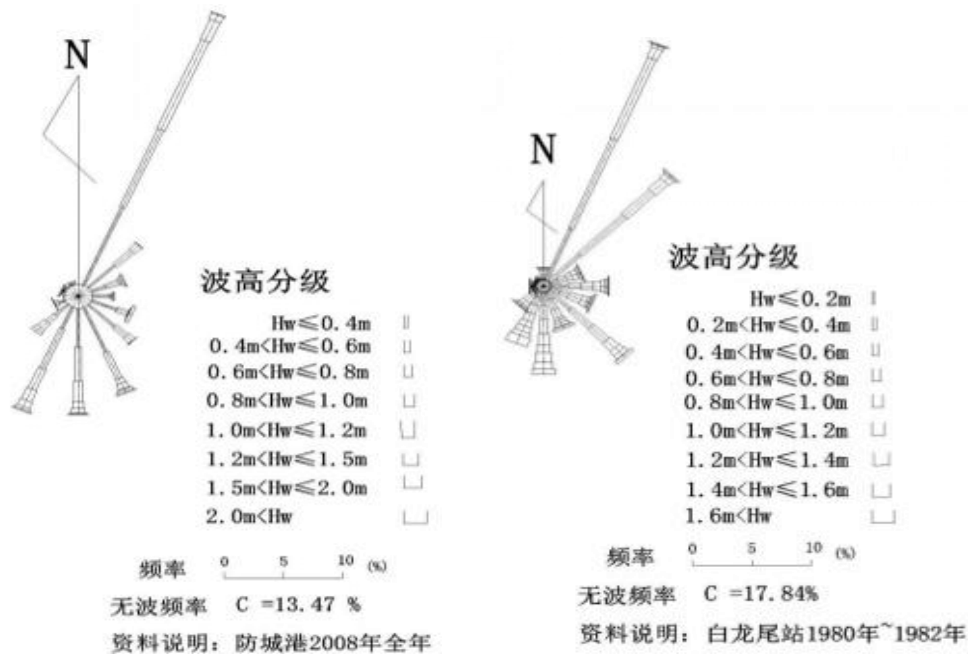 N
波高分级
Hw≤0.4m
0.4m<Hw≤0.6m
0.6m<Hw≤0.8m
0.8m<Hw≤1.0m
1.0m<Hw≤1.2m
1.2m<Hw≤1.5m
1.5m<Hw≤2.0m
2.0m<Hw
频率 0 5 10 (%)
无波频率 C =13.47 %
资料说明: 防城港2008年全年
N
波高分级
Hw≤0.2m
0.2m<Hw≤0.4m
0.4m<Hw≤0.6m
0.6m<Hw≤0.8m
0.8m<Hw≤1.0m
1.0m<Hw≤1.2m
1.2m<Hw≤1.4m
1.4m<Hw≤1.6m
1.6m<Hw
频率 0 5 10 (%)
无波频率 C =17.84%
资料说明: 白龙尾站1980年~1982年